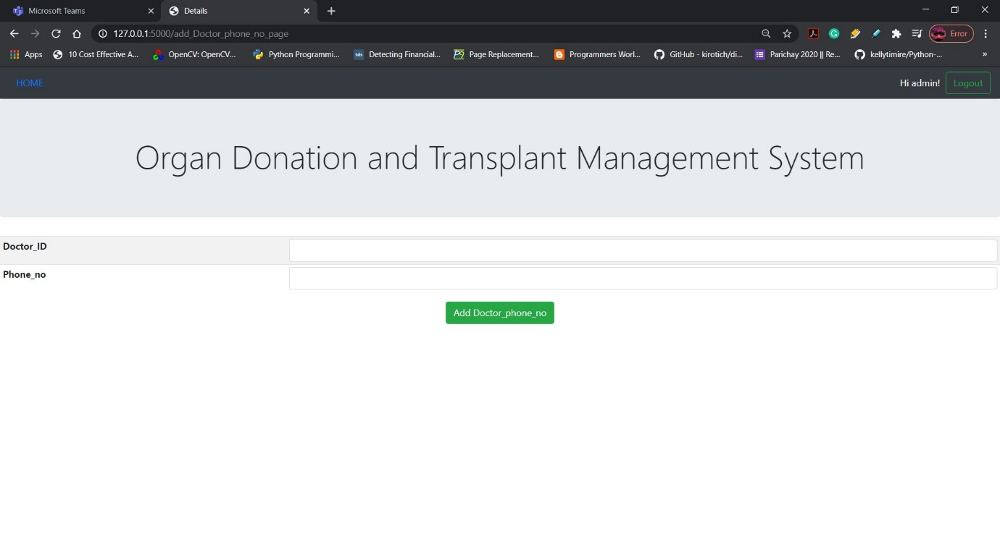 Microsoft Teams
Details
127.0.0.1:5000/add_Doctor_phone_no_page
Error
Apps
10 Cost Effective A...
OpenCV: OpenCV...
Python Programmi...
tds
Detecting Financial...
Page Replacement...
Programmers Worl...
GitHub - kirotich/di...
Parichay 2020 || Re...
kellytimire/Python-...
»
HOME
Hi admin!
Logout
Organ Donation and Transplant Management System
Doctor_ID
Phone_no
Add Doctor_phone_no